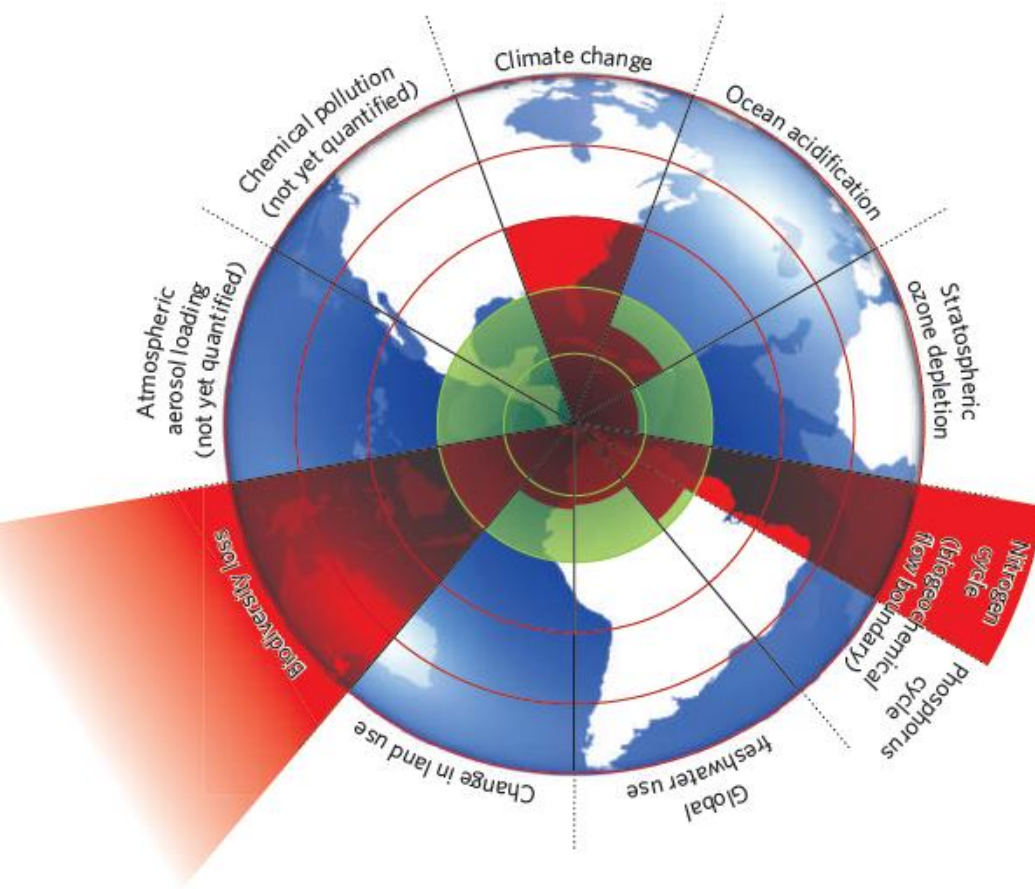 Climate change
Ocean acidification
Stratospheric
ozone depletion
Nitrogen
cycle
(biogeochemical
flow boundary)
Phosphorus
cycle
Global
freshwater use
Change in land use
Biodiversity loss
Atmospheric
aerosol loading
(not yet quantified)
Chemical pollution
(not yet quantified)